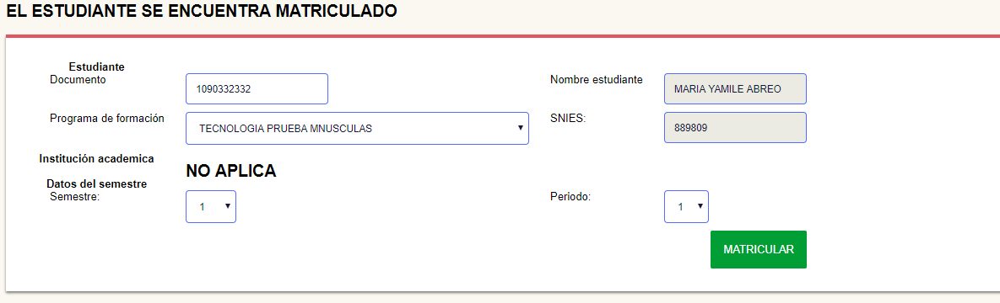 EL ESTUDIANTE SE ENCUENTRA MATRICULADO
Estudiante
Documento 1090332332 Nombre estudiante MARIA YAMILE ABREO
Programa de formación TECNOLOGIA PRUEBA MNUSCULAS SNIES: 889809
Institución academica NO APLICA
Datos del semestre
Semestre: 1 Periodo: 1
MATRICULAR